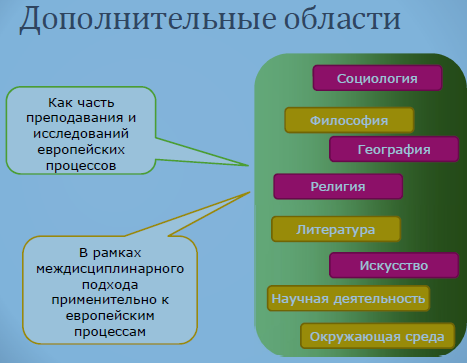 Дополнительные области
Как часть
преподавания и
исследований
европейских
процессов
В рамках
междисциплинарного
подхода
применительно к
европейским
процессам
Социология
Философия
География
Религия
Литература
Искусство
Научная деятельность
Окружающая среда